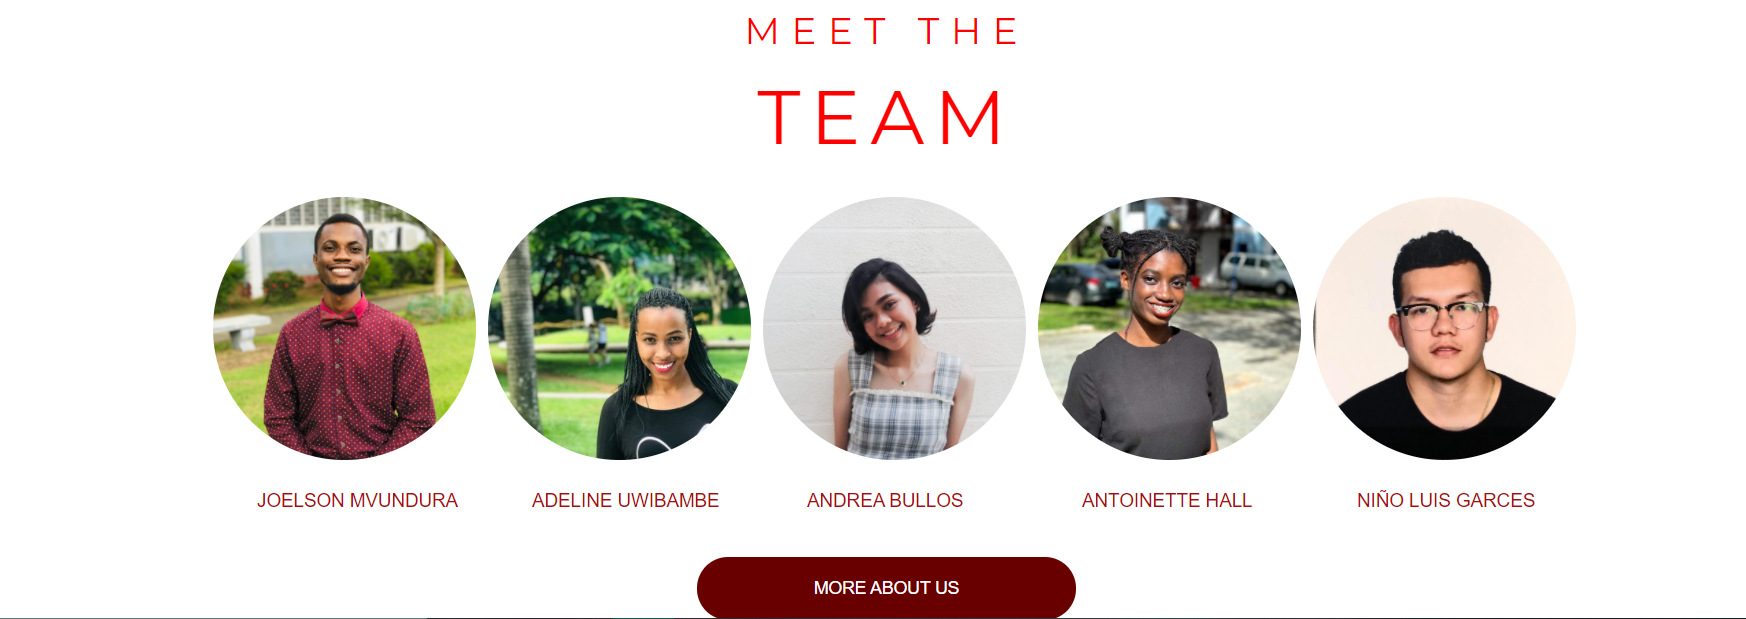 MEET THE
TEAM
JOELSON MVUNDURA
ADELINE UWIBAMBE
ANDREA BULLOS
ANTOINETTE HALL
NIÑO LUIS GARCES
MORE ABOUT US